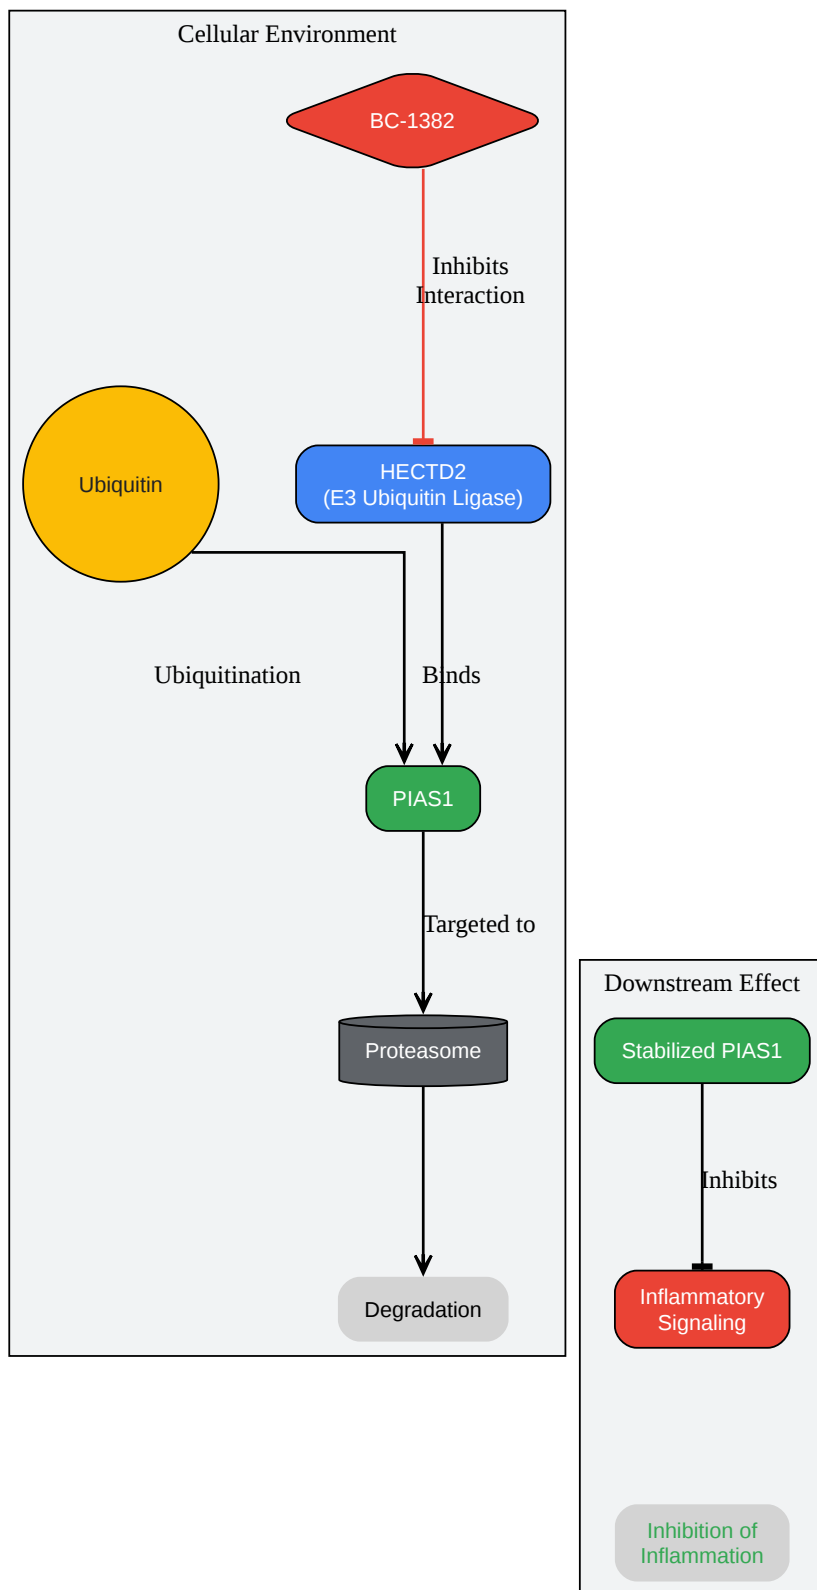 Cellular Environment
BC-1382
Inhibits
Interaction
Ubiquitin
HECTD2
(E3 Ubiquitin Ligase)
Ubiquitination
Binds
PIAS1
Targeted to
Proteasome
Degradation
Downstream Effect
Stabilized PIAS1
Inhibits
Inflammatory
Signaling
Inhibition of
Inflammation